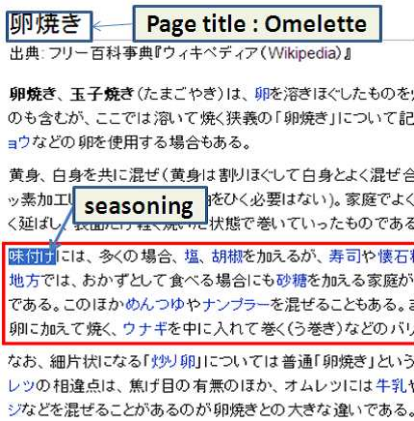 卵焼き
Page title : Omelette
出典: フリー百科事典『ウィキペディア(Wikipedia)』
卵焼き、玉子焼き(たまごやき)は、卵を溶きほぐしたものを
のも含むが、ここでは溶いて焼く狭義の「卵焼き」について記
ョウなどの卵を使用する場合もある。
黄身、白身を共に混ぜ(黄身は割りほぐして白身とよく混ぜ合
ッ素加工 をひく必要はない)。家庭でよく
seasoning
く延ばし、 状態で巻いていったものである
味付けには、多くの場合、塩、胡椒を加えるが、寿司や懐石
地方では、おかずとして食べる場合にも砂糖を加える家庭が
である。このほかめんつゆやナンプラーを混ぜることもある。
卵に加えて焼く、ウナギを中に入れて巻く(う巻き)などのバリ
なお、細片状になる「炒り卵」については普通「卵焼き」という
レツの相違点は、焦げ目の有無のほか、オムレツには牛乳や
ジなどを混ぜることがあるのが卵焼きとの大きな違いである。